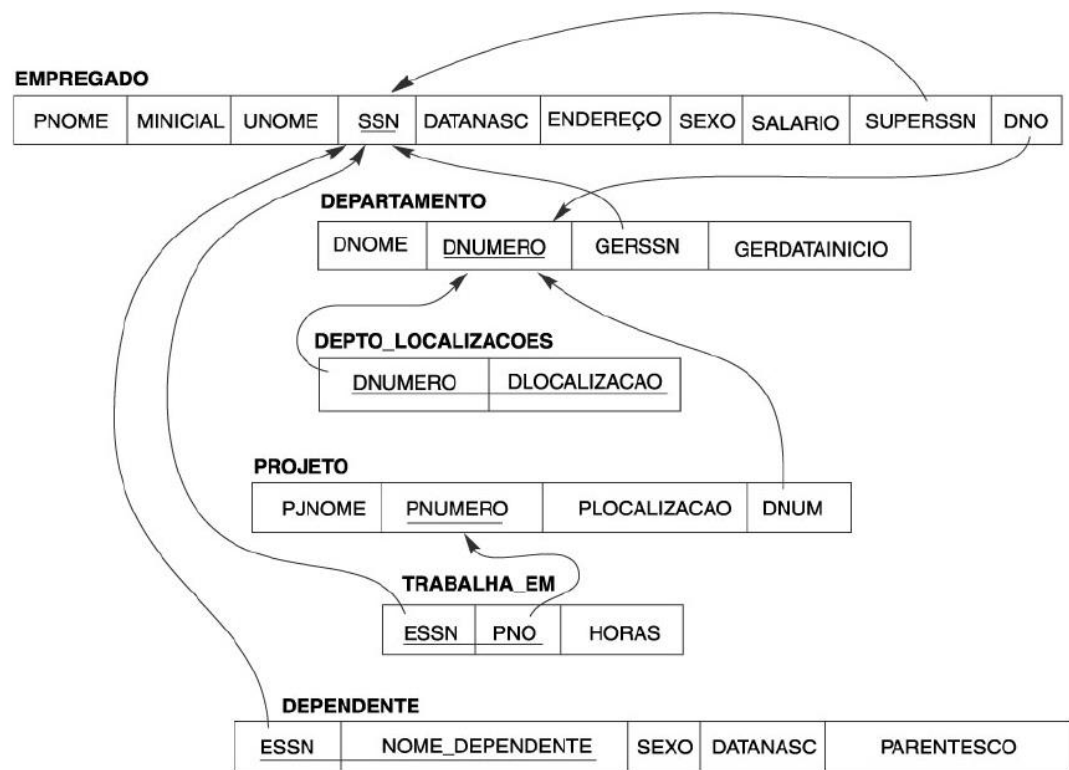 EMPREGADO
PNOME MINICIAL UNOME SSN DATANASC ENDEREÇO SEXO SALARIO SUPERSSN DNO
DEPARTAMENTO
DNOME DNUMERO GERSSN GERDATAINICIO
DEPTO_LOCALIZACOES
DNUMERO DLOCALIZACAO
PROJETO
PJNOME PNUMERO PLOCALIZACAO DNUM
TRABALHA_EM
ESSN PNO HORAS
DEPENDENTE
ESSN NOME_DEPENDENTE SEXO DATANASC PARENTESCO